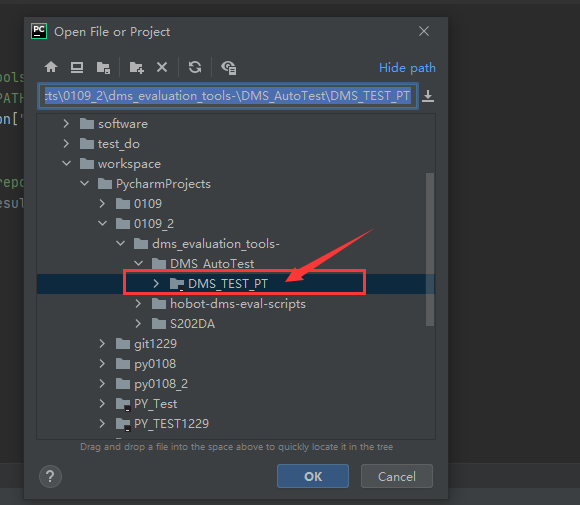 PC Open File or Project
Hide path
cts\0109_2\dms_evaluation_tools-\DMS_AutoTest\DMS_TEST_PT
ools
software
PATH
test_do
on["
workspace
PycharmProjects
repo
0109
esul
0109_2
dms_evaluation_tools-
DMS_AutoTest
DMS_TEST_PT
hobot-dms-eval-scripts
S202DA
git1229
py0108
py0108_2
PY_Test
PY_TEST1229
Drag and drop a file into the space above to quickly locate it in the tree
?
OK
Cancel